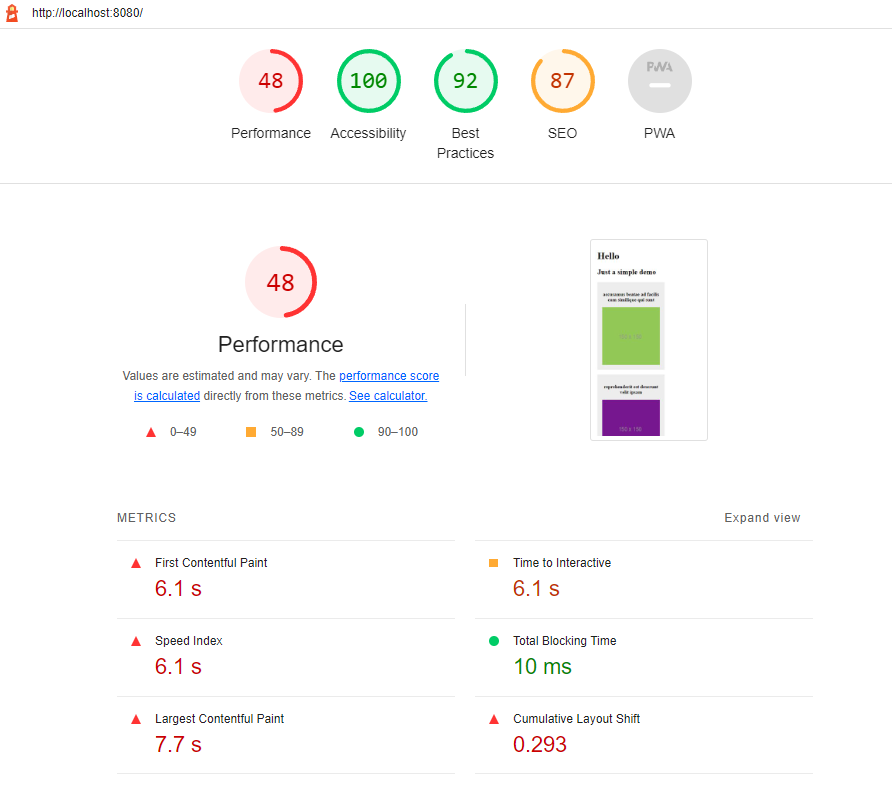 http://localhost:8080/
48
100
92
87
PWA
Performance
Accessibility
Best
Practices
SEO
PWA
48
Performance
Values are estimated and may vary. The performance score
is calculated directly from these metrics. See calculator.
0–49
50–89
90–100
Hello
Just a simple demo
accusamus beatae ad facilis
cum similique qui sunt
150 x 150
reprehenderit est deserunt
velit ipsam
150 x 150
METRICS
Expand view
First Contentful Paint
6.1 s
Time to Interactive
6.1 s
Speed Index
6.1 s
Total Blocking Time
10 ms
Largest Contentful Paint
7.7 s
Cumulative Layout Shift
0.293